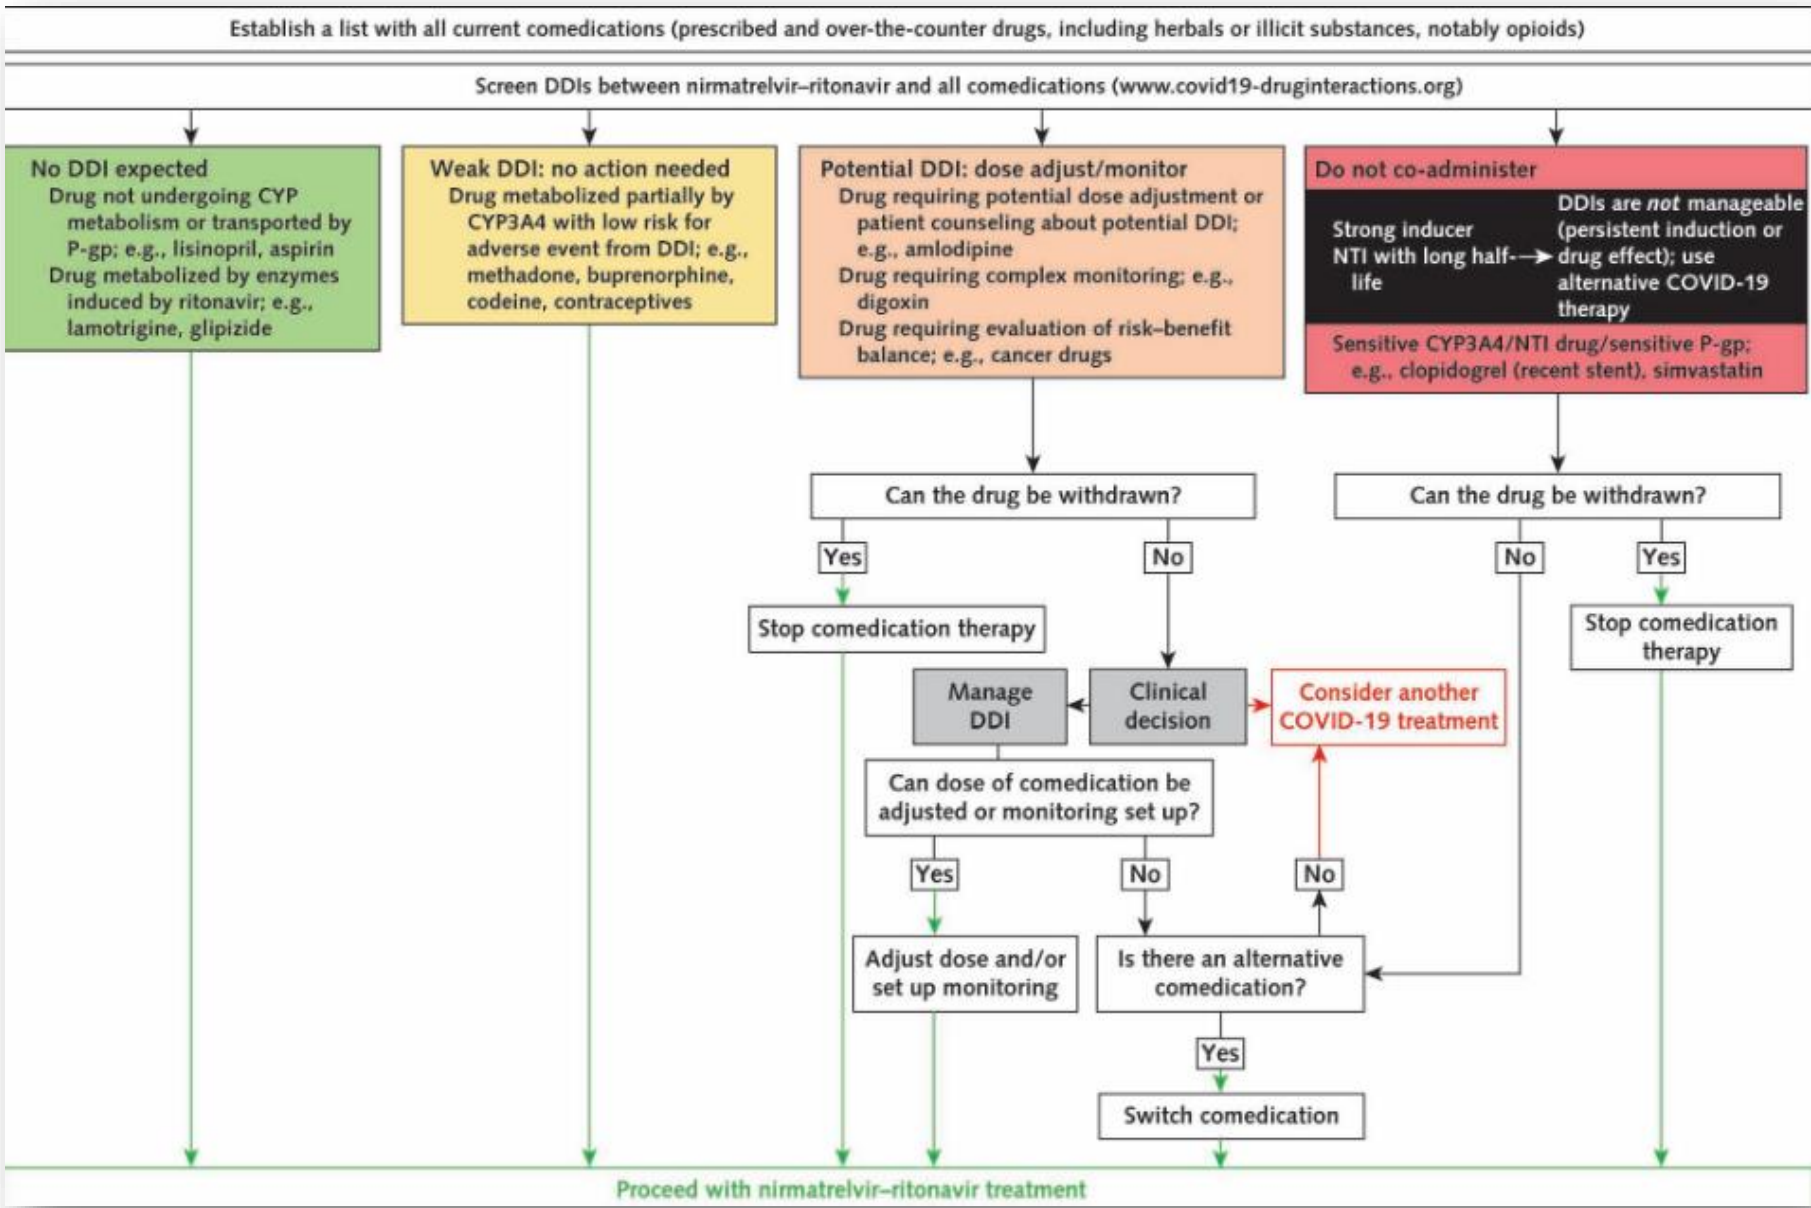 Establish a list with all current comedications (prescribed and over-the-counter drugs, including herbals or illicit substances, notably opioids)
Screen DDIs between nirmatrelvir–ritonavir and all comedications (www.covid19-druginteractions.org)
No DDI expected
Drug not undergoing CYP
metabolism or transported by
P-gp; e.g., lisinopril, aspirin
Drug metabolized by enzymes
induced by ritonavir; e.g.,
lamotrigine, glipizide
Weak DDI: no action needed
Drug metabolized partially by
CYP3A4 with low risk for
adverse event from DDI; e.g.,
methadone, buprenorphine,
codeine, contraceptives
Potential DDI: dose adjust/monitor
Drug requiring potential dose adjustment or
patient counseling about potential DDI;
e.g., amlodipine
Drug requiring complex monitoring; e.g.,
digoxin
Drug requiring evaluation of risk–benefit
balance; e.g., cancer drugs
Do not co-administer
Strong inducer
NTI with long half-
life
DDIs are not manageable
(persistent induction or
drug effect); use
alternative COVID-19
therapy
Sensitive CYP3A4/NTI drug/sensitive P-gp;
e.g., clopidogrel (recent stent), simvastatin
Can the drug be withdrawn?
Can the drug be withdrawn?
Yes
No
No
Yes
Stop comedication therapy
Stop comedication
therapy
Manage
DDI
Clinical
decision
Consider another
COVID-19 treatment
Can dose of comedication be
adjusted or monitoring set up?
Yes
No
No
Adjust dose and/or
set up monitoring
Is there an alternative
comedication?
Yes
Switch comedication
Proceed with nirmatrelvir–ritonavir treatment